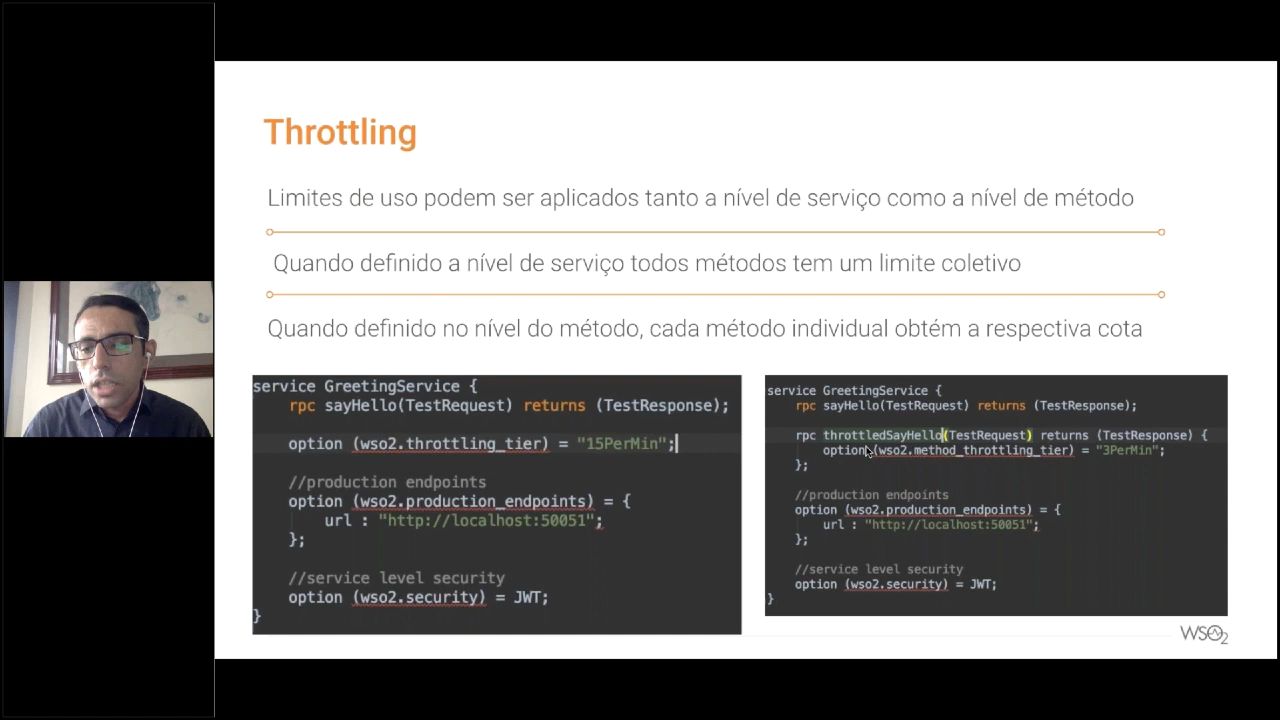 Throttling
Limites de uso podem ser aplicados tanto a nível de serviço como a nível de método
Quando definido a nível de serviço todos métodos tem um limite coletivo
Quando definido no nível do método, cada método individual obtém a respectiva cota
service GreetingService {
rpc sayHello(TestRequest) returns (TestResponse);
option (wso2.throttling_tier) = "15PerMin";
//production endpoints
option (wso2.production_endpoints) = {
url : "http://localhost:50051";
};
//service level security
option (wso2.security) = JWT;
}
service GreetingService {
rpc sayHello(TestRequest) returns (TestResponse);
rpc throttledSayHello(TestRequest) returns (TestResponse) {
option (wso2.method_throttling_tier) = "3PerMin";
};
//production endpoints
option (wso2.production_endpoints) = {
url : "http://localhost:50051";
};
//service level security
option (wso2.security) = JWT;
}
WSO2